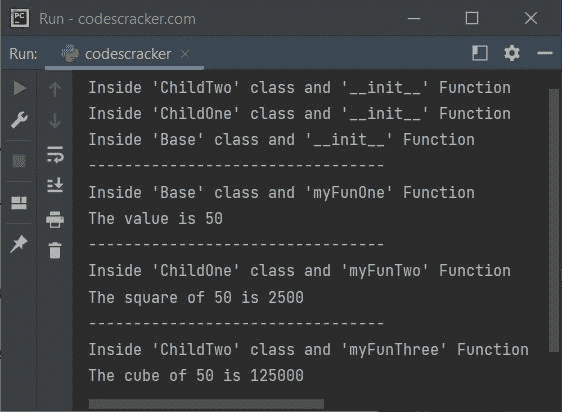 PC
Run - codescracker.com
Run: codescracker
Inside 'ChildTwo' class and '__init__' Function
Inside 'ChildOne' class and '__init__' Function
Inside 'Base' class and '__init__' Function
---------------------------------
Inside 'Base' class and 'myFunOne' Function
The value is 50
---------------------------------
Inside 'ChildOne' class and 'myFunTwo' Function
The square of 50 is 2500
---------------------------------
Inside 'ChildTwo' class and 'myFunThree' Function
The cube of 50 is 125000